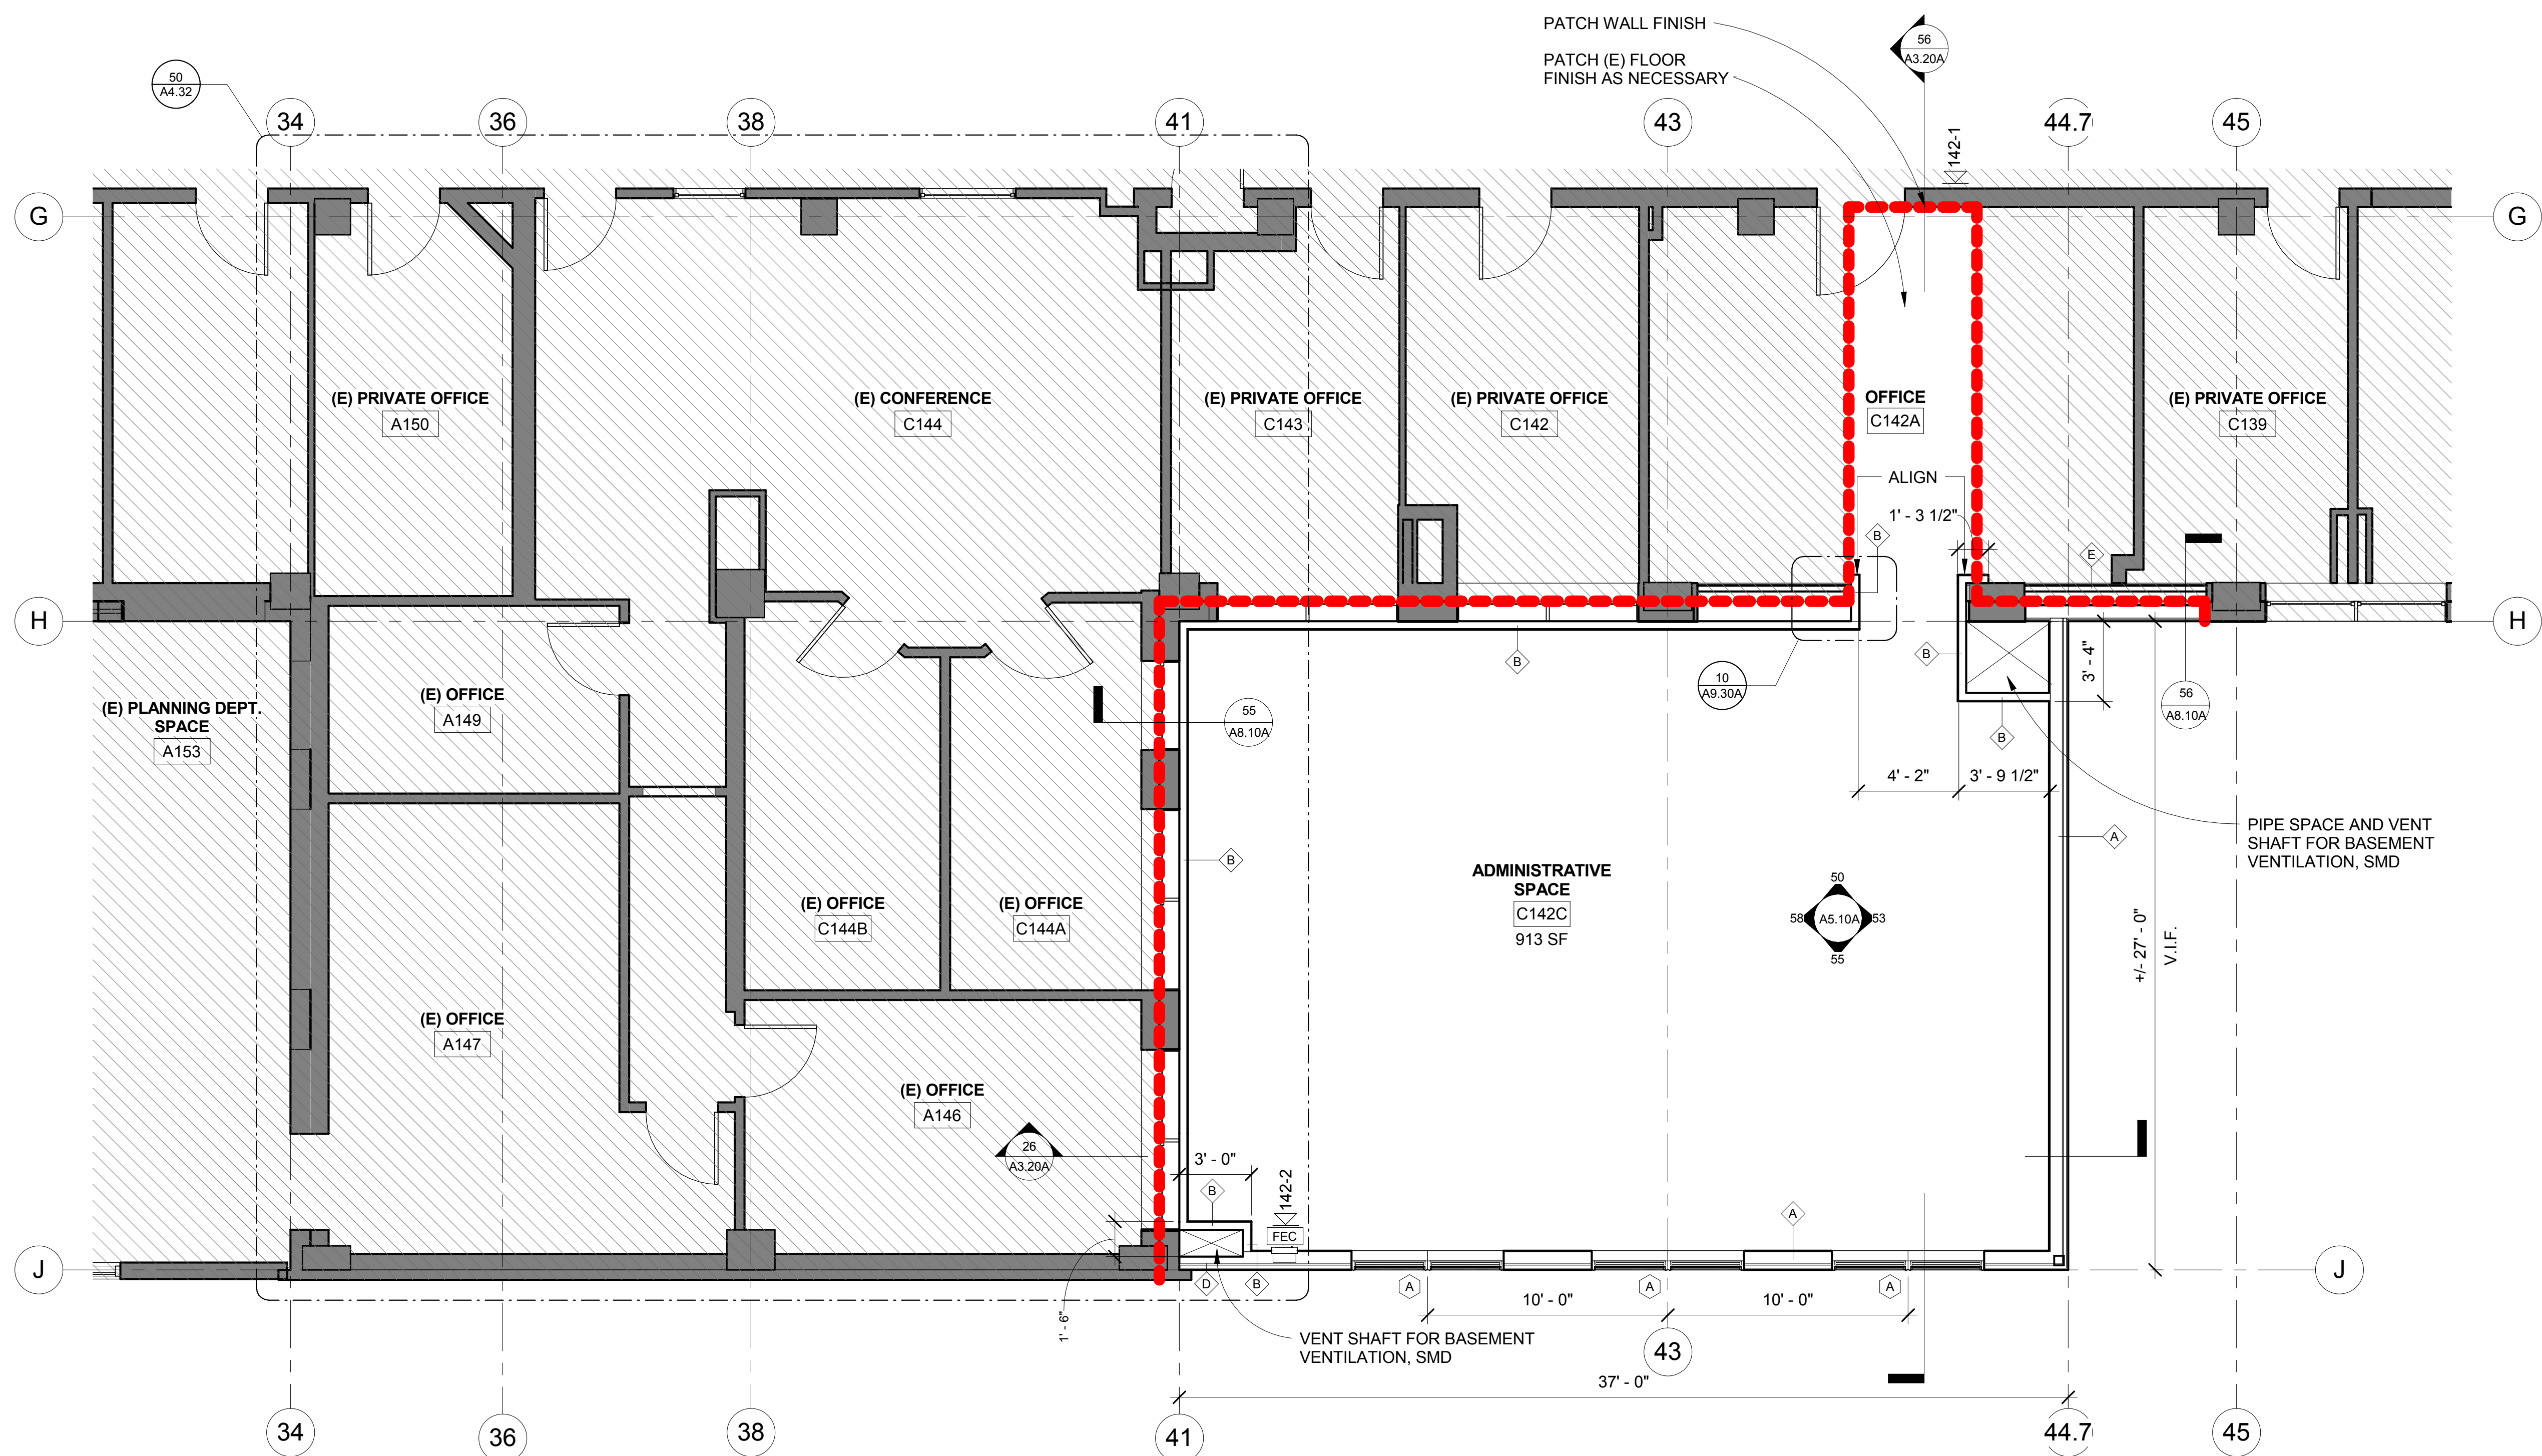 PATCH WALL FINISH
PATCH (E) FLOOR
FINISH AS NECESSARY
56
A3.20A
50
A4.32
34
36
38
41
43
142-1
44.7
45
G
G
(E) PRIVATE OFFICE
A150
(E) CONFERENCE
C144
(E) PRIVATE OFFICE
C143
(E) PRIVATE OFFICE
C142
OFFICE
C142A
(E) PRIVATE OFFICE
C139
ALIGN
1' - 3 1/2"
B
E
H
H
B
B
3' - 4"
10
A9.30A
56
A8.10A
(E) OFFICE
A149
(E) PLANNING DEPT.
SPACE
A153
55
A8.10A
B
4' - 2"
3' - 9 1/2"
PIPE SPACE AND VENT
SHAFT FOR BASEMENT
VENTILATION, SMD
A
B
ADMINISTRATIVE
SPACE
C142C
913 SF
50
58
A5.10A
53
55
(E) OFFICE
C144B
(E) OFFICE
C144A
+/- 27' - 0"
V.I.F.
(E) OFFICE
A147
(E) OFFICE
A146
26
A3.20A
3' - 0"
B
142-2
FEC
A
J
J
D
B
A
A
A
10' - 0"
10' - 0"
1' - 6"
VENT SHAFT FOR BASEMENT
VENTILATION, SMD
43
37' - 0"
34
36
38
41
44.7
45